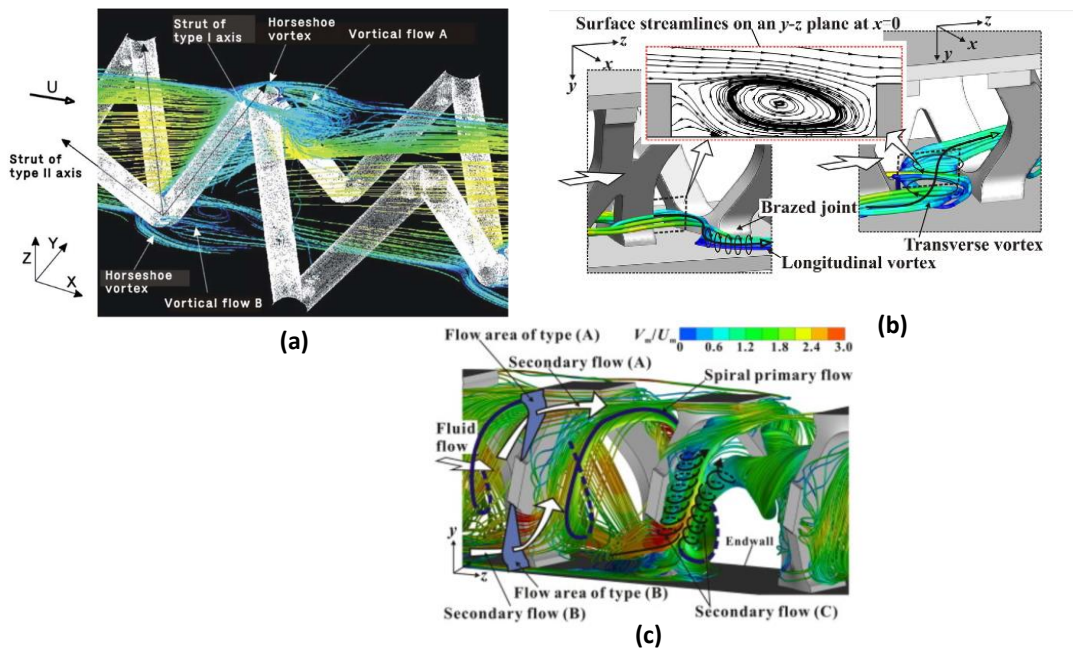 Strut of
type I axis
Horseshoe
vortex
Vortical flow A
U
Strut of
type II axis
Z
Y
X
Horseshoe
vortex
Vortical flow B
(a)
Surface streamlines on an y-z plane at x=0
z
x
y
z
x
y
Brazed joint
Transverse vortex
Longitudinal vortex
(b)
Flow area of type (A)
Vm/Um
0 0.6 1.2 1.8 2.4 3.0
Secondary flow (A)
Spiral primary flow
Fluid
flow
y
z
Endwall
Flow area of type (B)
Secondary flow (B)
Secondary flow (C)
(c)